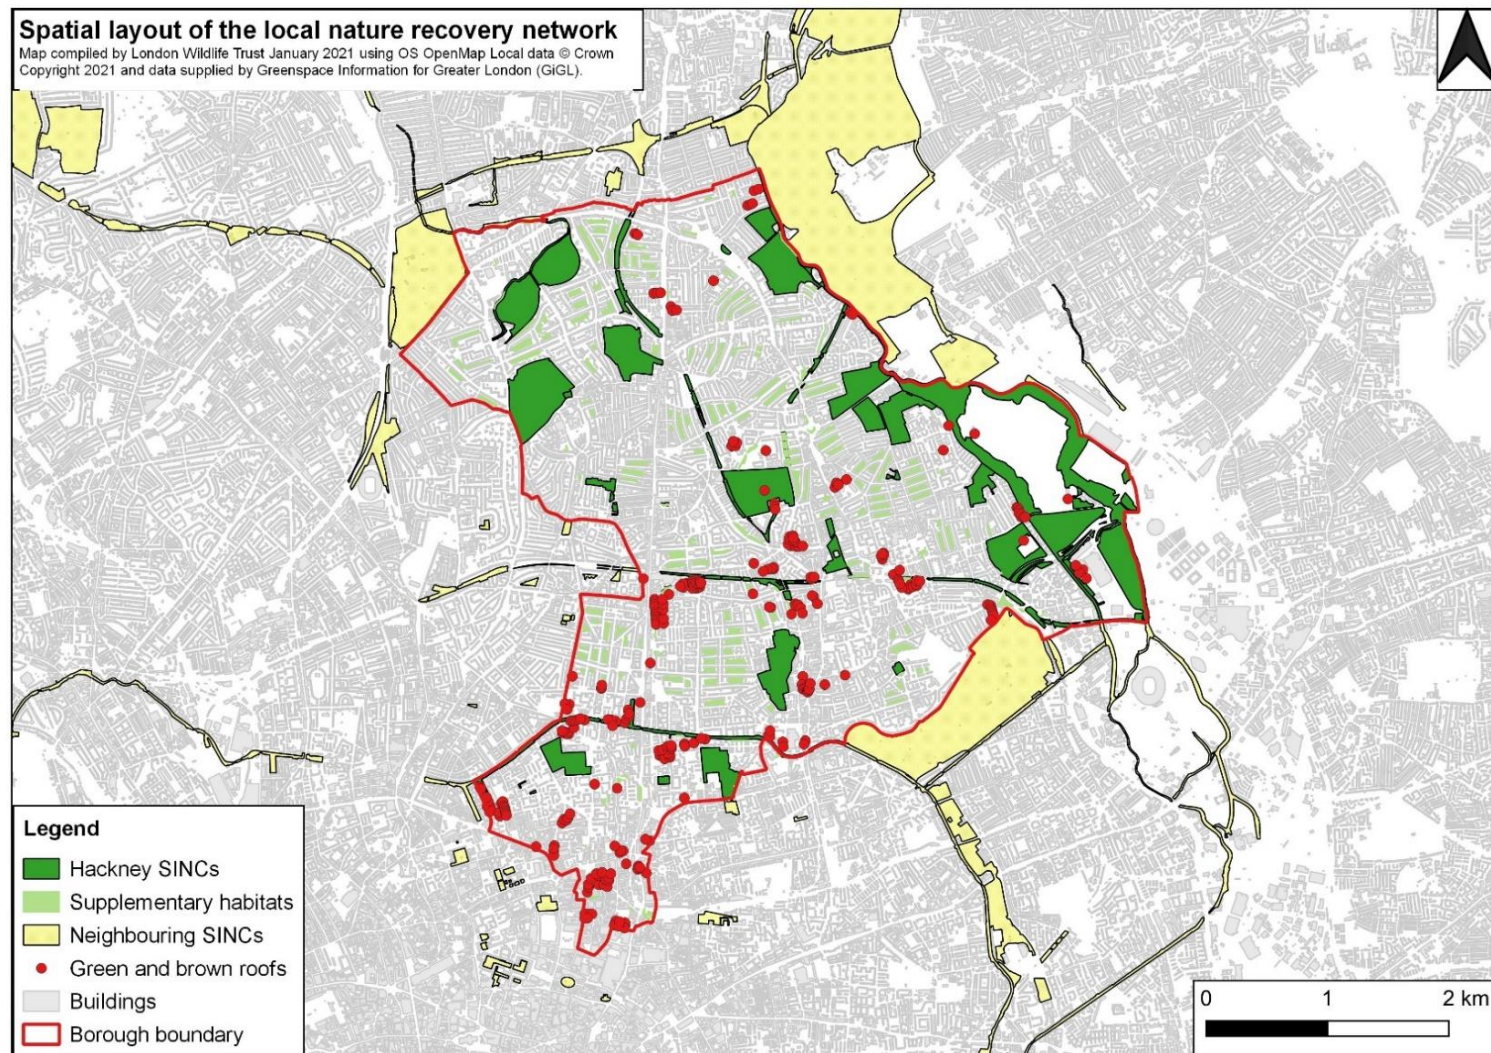 Spatial layout of the local nature recovery network
Map compiled by London Wildlife Trust January 2021 using OS OpenMap Local data © Crown
Copyright 2021 and data supplied by Greenspace Information for Greater London (GiGL).
Legend
Hackney SINCs
Supplementary habitats
Neighbouring SINCs
Green and brown roofs
Buildings
Borough boundary
0 1 2 km